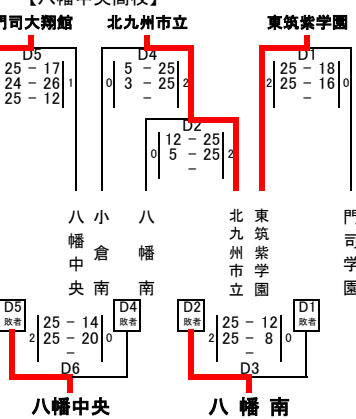 【八幡中央高校】
門司大翔館 北九州市立 東筑紫学園
D5 D4 D1
25 - 17
24 - 26 1
25 - 12
0 5 - 25 2
3 - 25
-
2 25 - 18 0
25 - 16
-
D2
0 12 - 25 2
5 - 25
-
八幡中央
小倉南
八幡南
北九州市立
東筑紫学園
門司学園
D5 敗者
2 25 - 14 0
25 - 20
-
D4 敗者
D6
D2 敗者
2 25 - 12 0
25 - 8
-
D1 敗者
D3
八幡中央 八幡南